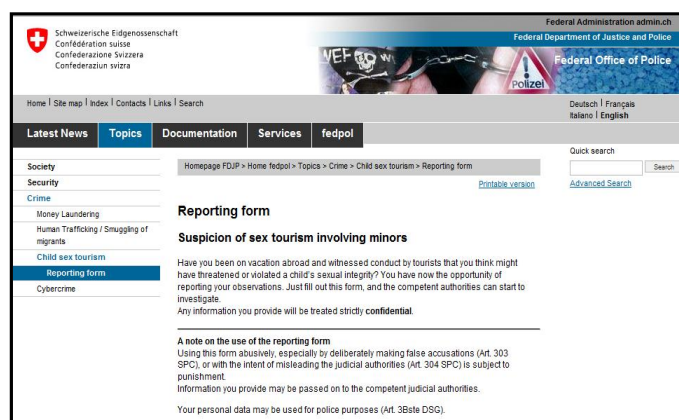 Federal Administration admin.ch
Schweizerische Eidgenossenschaft
Confédération suisse
Confederazione Svizzera
Confederaziun svizra
Federal Department of Justice and Police
Federal Office of Police
WEF
Polizei
Home | Site map | Index | Contacts | Links | Search
Deutsch | Français
Italiano | English
Latest News Topics Documentation Services fedpol
Quick search
Search
Advanced Search
Society
Security
Crime
Money Laundering
Human Trafficking / Smuggling of
migrants
Child sex tourism
Reporting form
Cybercrime
Homepage FDJP > Home fedpol > Topics > Crime > Child sex tourism > Reporting form
Printable version
Reporting form
Suspicion of sex tourism involving minors
Have you been on vacation abroad and witnessed conduct by tourists that you think might
have threatened or violated a child's sexual integrity? You have now the opportunity of
reporting your observations. Just fill out this form, and the competent authorities can start to
investigate.
Any information you provide will be treated strictly confidential.
A note on the use of the reporting form
Using this form abusively, especially by deliberately making false accusations (Art. 303
SPC), or with the intent of misleading the judicial authorities (Art. 304 SPC) is subject to
punishment.
Information you provide may be passed on to the competent judicial authorities.
Your personal data may be used for police purposes (Art. 3Bste DSG).